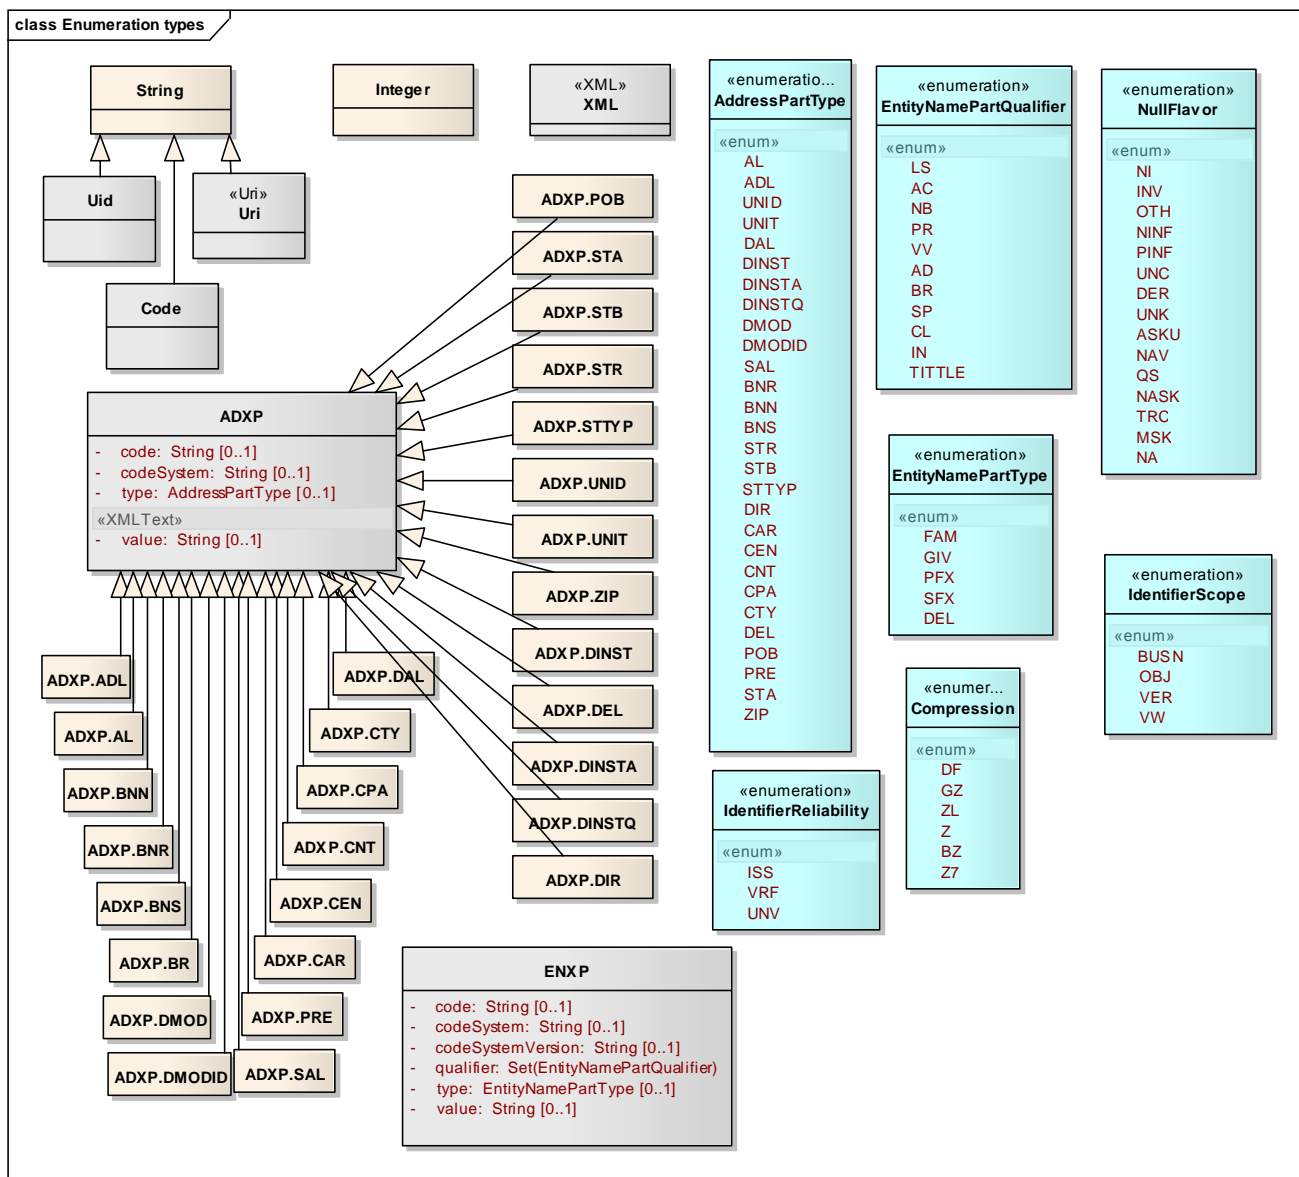 class Enumeration types
String
Integer
«XML»
XML
Uid
«Uri»
Uri
Code
ADXP
- code: String [0..1]
- codeSystem: String [0..1]
- type: AddressPartType [0..1]
«XMLText»
- value: String [0..1]
ADXP.POB
ADXP.STA
ADXP.STB
ADXP.STR
ADXP.STTYP
ADXP.UNID
ADXP.UNIT
ADXP.ZIP
ADXP.DINST
ADXP.DEL
ADXP.DINSTA
ADXP.DINSTQ
ADXP.DIR
ADXP.ADL
ADXP.AL
ADXP.BNN
ADXP.BNR
ADXP.BNS
ADXP.BR
ADXP.DMOD
ADXP.DMODID
ADXP.DAL
ADXP.CTY
ADXP.CPA
ADXP.CNT
ADXP.CEN
ADXP.CAR
ADXP.PRE
ADXP.SAL
ENXP
- code: String [0..1]
- codeSystem: String [0..1]
- codeSystemVersion: String [0..1]
- qualifier: Set(EntityNamePartQualifier)
- type: EntityNamePartType [0..1]
- value: String [0..1]
«enumeratio...
AddressPartType
«enum»
AL
ADL
UNID
UNIT
DAL
DINST
DINSTA
DINSTQ
DMOD
DMODID
SAL
BNR
BNN
BNS
STR
STB
STTYP
DIR
CAR
CEN
CNT
CPA
CTY
DEL
POB
PRE
STA
ZIP
«enumeration»
IdentifierReliability
«enum»
ISS
VRF
UNV
«enumeration»
EntityNamePartQualifier
«enum»
LS
AC
NB
PR
VV
AD
BR
SP
CL
IN
TITTLE
«enumeration»
EntityNamePartType
«enum»
FAM
GIV
PFX
SFX
DEL
«enumer...
Compression
«enum»
DF
GZ
ZL
Z
BZ
Z7
«enumeration»
NullFlavor
«enum»
NI
INV
OTH
NINF
PINF
UNC
DER
UNK
ASKU
NAV
QS
NASK
TRC
MSK
NA
«enumeration»
IdentifierScope
«enum»
BUSN
OBJ
VER
VW